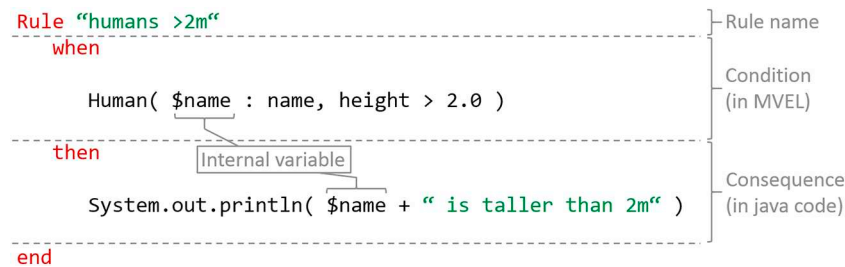 Rule “humans >2m“
Rule name
when
Condition
(in MVEL)
Human( $name : name, height > 2.0 )
then
Internal variable
Consequence
(in java code)
System.out.println( $name + “ is taller than 2m“ )
end